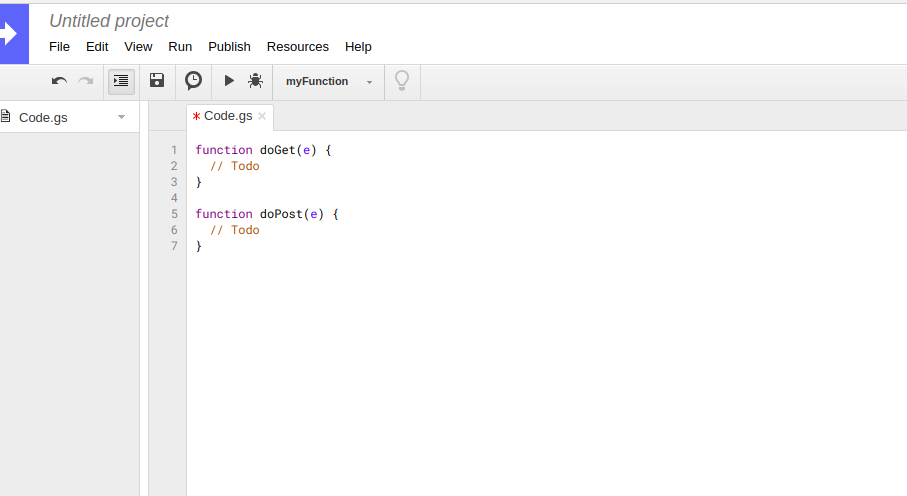 Untitled project
File Edit View Run Publish Resources Help
myFunction
Code.gs
* Code.gs ×
1 function doGet(e) {
2   // Todo
3 }
4
5 function doPost(e) {
6   // Todo
7 }